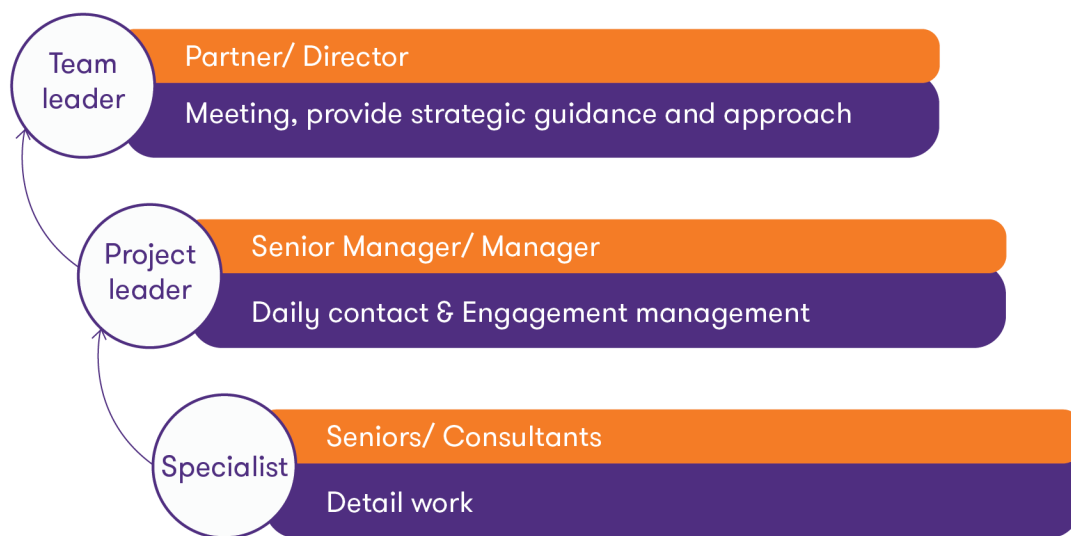 Team
leader
Partner/ Director
Meeting, provide strategic guidance and approach
Project
leader
Senior Manager/ Manager
Daily contact & Engagement management
Specialist
Seniors/ Consultants
Detail work